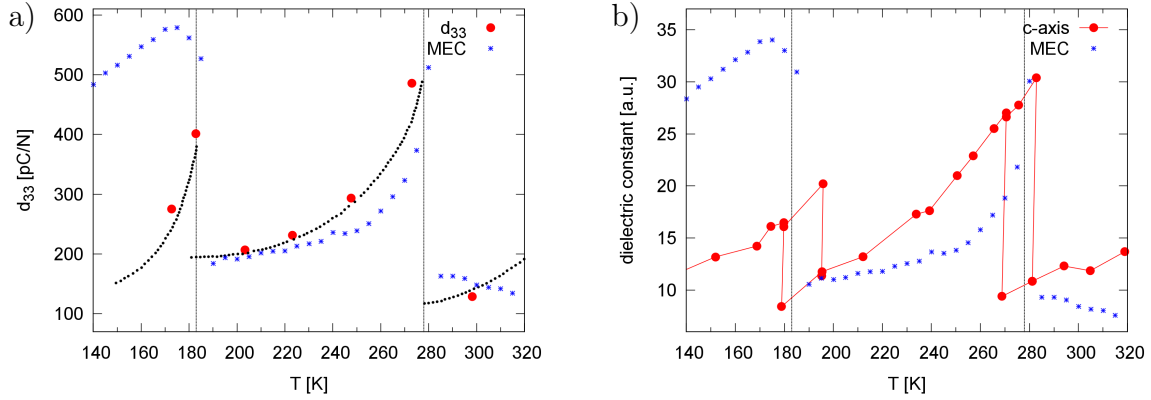 a)
d33 [pC/N]
600
500
400
300
200
100
140 160 180 200 220 240 260 280 300 320
T [K]
d33
MEC
b)
dielectric constant [a.u.]
35
30
25
20
15
10
140 160 180 200 220 240 260 280 300 320
T [K]
c-axis
MEC